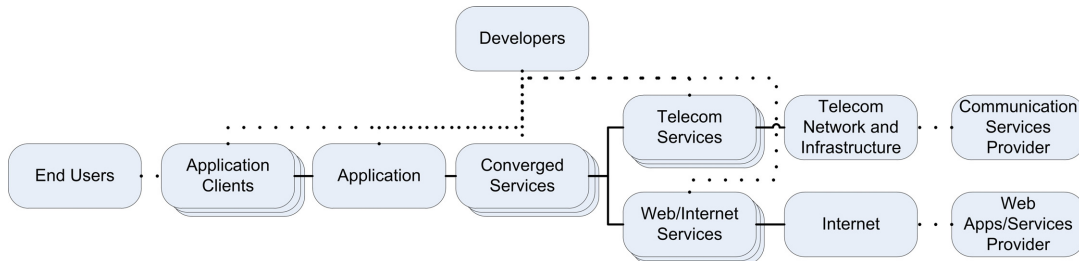 Developers
End Users
Application
Clients
Application
Converged
Services
Telecom
Services
Telecom
Network and
Infrastructure
Communication
Services
Provider
Web/Internet
Services
Internet
Web
Apps/Services
Provider